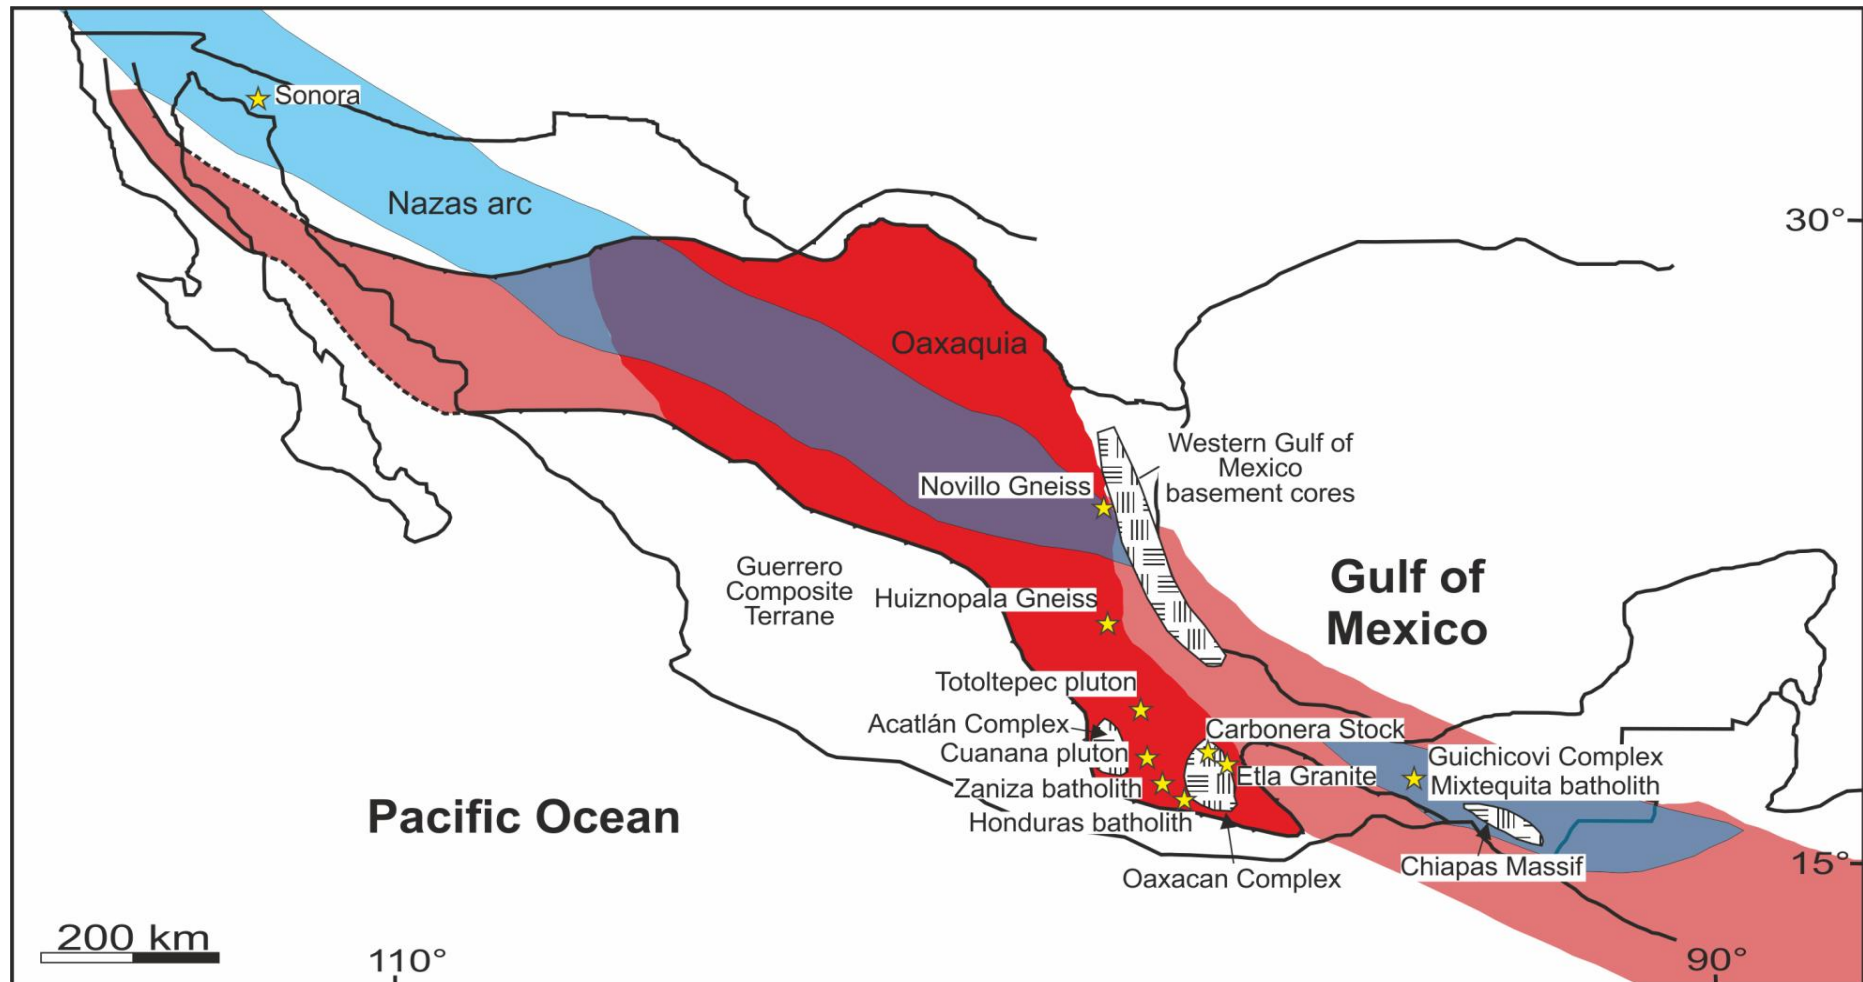 Sonora
Nazas arc
30°
Oaxaquia
Western Gulf of
Mexico
basement cores
Novillo Gneiss
Guerrero
Composite
Terrane
Gulf of
Mexico
Huiznopala Gneiss
Totoltepec pluton
Acatlán Complex
Carbonera Stock
Cuanana pluton
Guichicovi Complex
Mixtequita batholith
Etla Granite
Zaniza batholith
Pacific Ocean
Honduras batholith
Chiapas Massif
15°
Oaxacan Complex
200 km
110°
90°